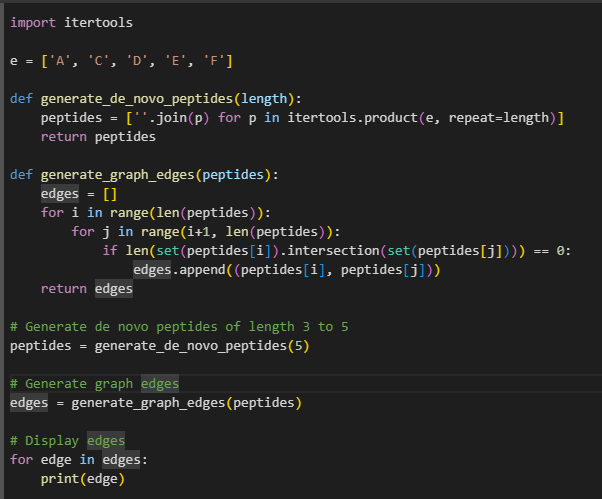 import itertools

e = ['A', 'C', 'D', 'E', 'F']

def generate_de_novo_peptides(length):
    peptides = [''.join(p) for p in itertools.product(e, repeat=length)]
    return peptides

def generate_graph_edges(peptides):
    edges = []
    for i in range(len(peptides)):
        for j in range(i+1, len(peptides)):
            if len(set(peptides[i]).intersection(set(peptides[j]))) == 0:
                edges.append((peptides[i], peptides[j]))
    return edges

# Generate de novo peptides of length 3 to 5
peptides = generate_de_novo_peptides(5)

# Generate graph edges
edges = generate_graph_edges(peptides)

# Display edges
for edge in edges:
    print(edge)